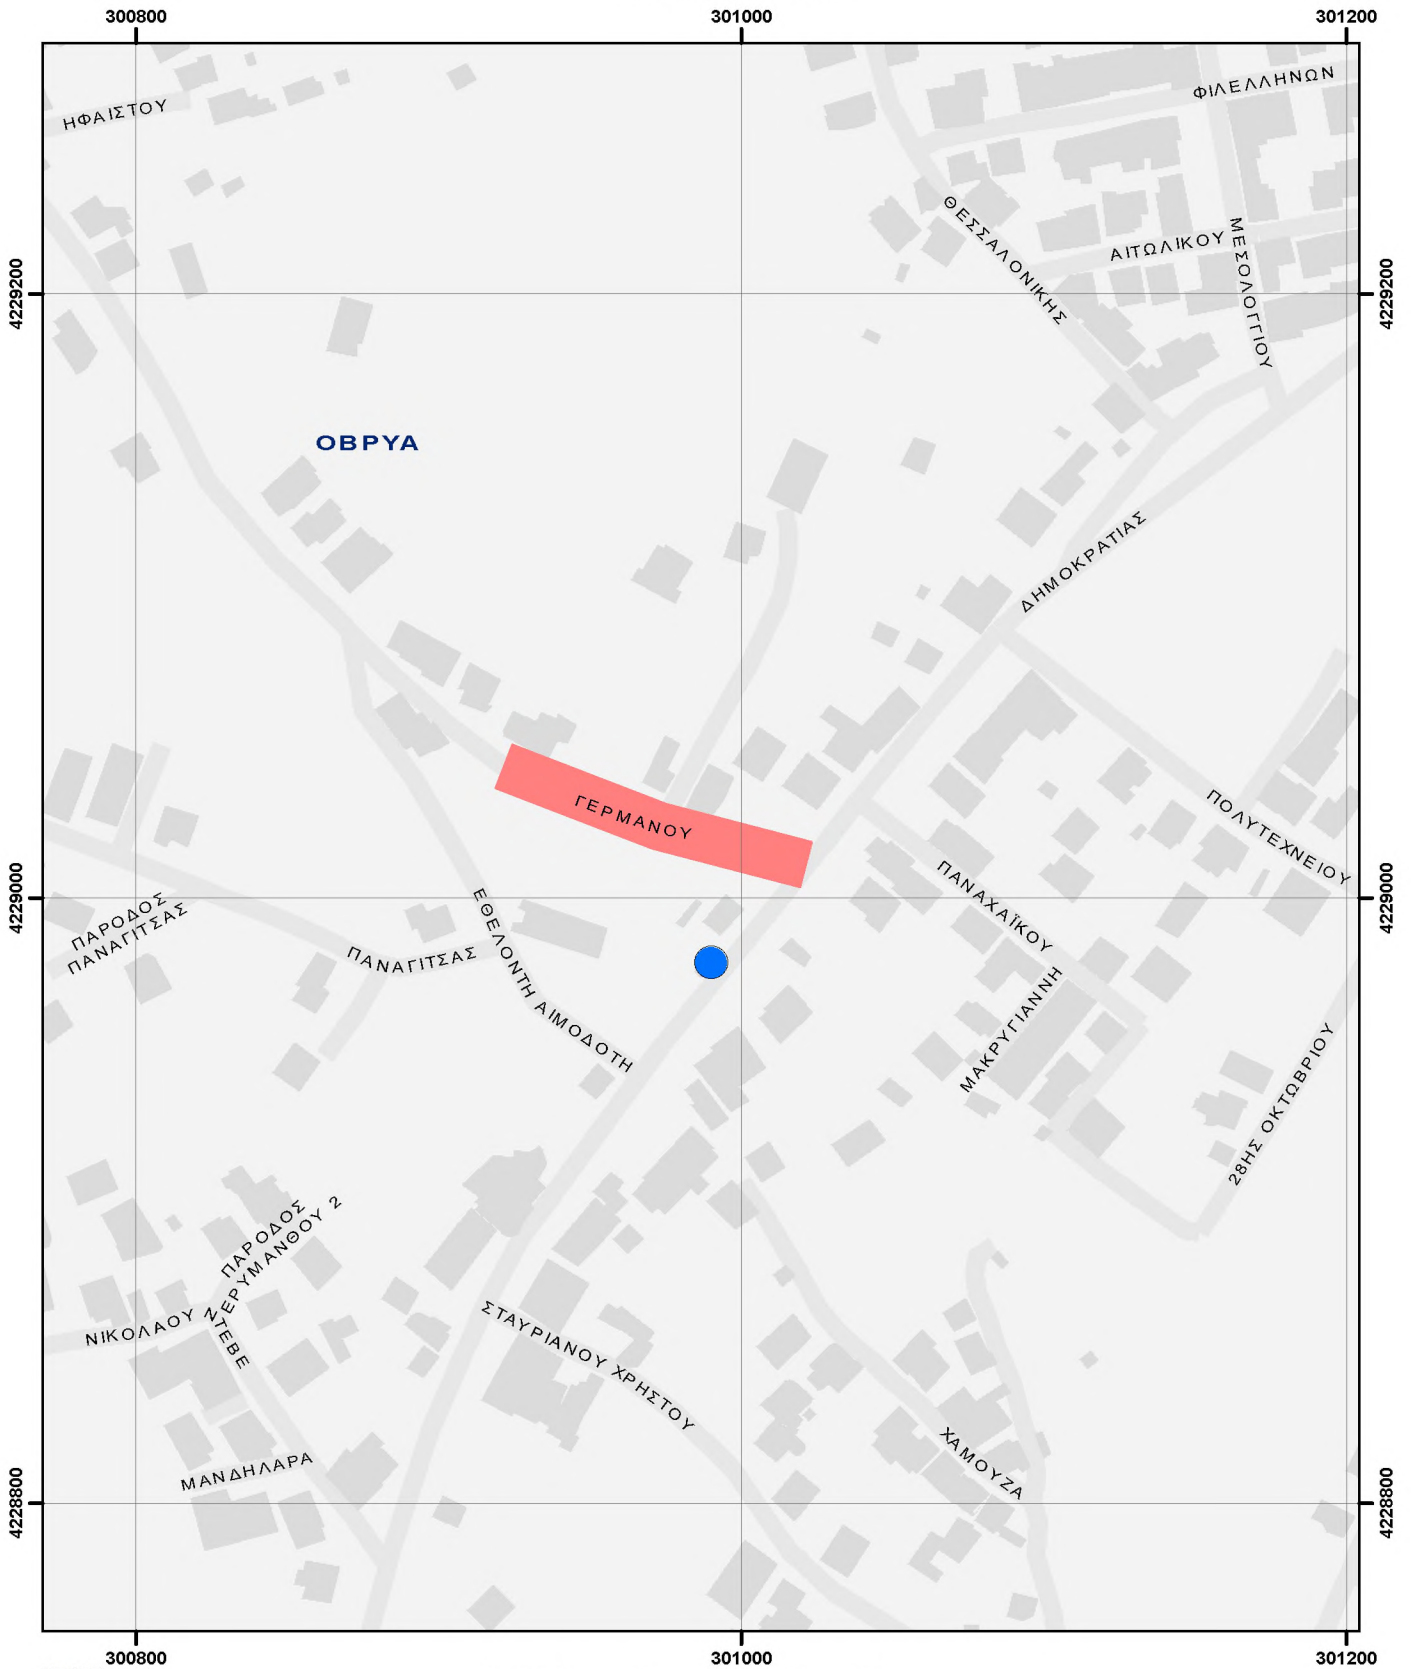 300800
301000
301200
ΦΙΛΕΛΛΗΝΩΝ
ΗΦΑΙΣΤΟΥ
ΘΕΣΣΑΛΟΝΙΚΗΣ
ΑΙΤΩΛΙΚΟΥ
ΜΕΣΟΛΟΓΓΙΟΥ
4229200
4229200
ΟΒΡΥΑ
ΔΗΜΟΚΡΑΤΙΑΣ
ΓΕΡΜΑΝΟΥ
ΠΟΛΥΤΕΧΝΕΙΟΥ
4229000
4229000
ΠΑΝΑΧΑΪΚΟΥ
ΠΑΡΟΔΟΣ
ΠΑΝΑΓΙΤΣΑΣ
ΠΑΝΑΓΙΤΣΑΣ
ΕΘΕΛΟΝΤΗ ΑΙΜΟΔΟΤΗ
ΜΑΚΡΥΓΙΑΝΝΗ
28ΗΣ ΟΚΤΩΒΡΙΟΥ
ΠΑΡΟΔΟΣ
ΕΡΥΜΑΝΘΟΥ 2
ΝΙΚΟΛΑΟΥ
ΝΤΕΒΕ
ΣΤΑΥΡΙΑΝΟΥ ΧΡΗΣΤΟΥ
ΜΑΝΔΗΛΑΡΑ
ΧΑΜΟΥΖΑ
4228800
4228800
300800
301000
301200